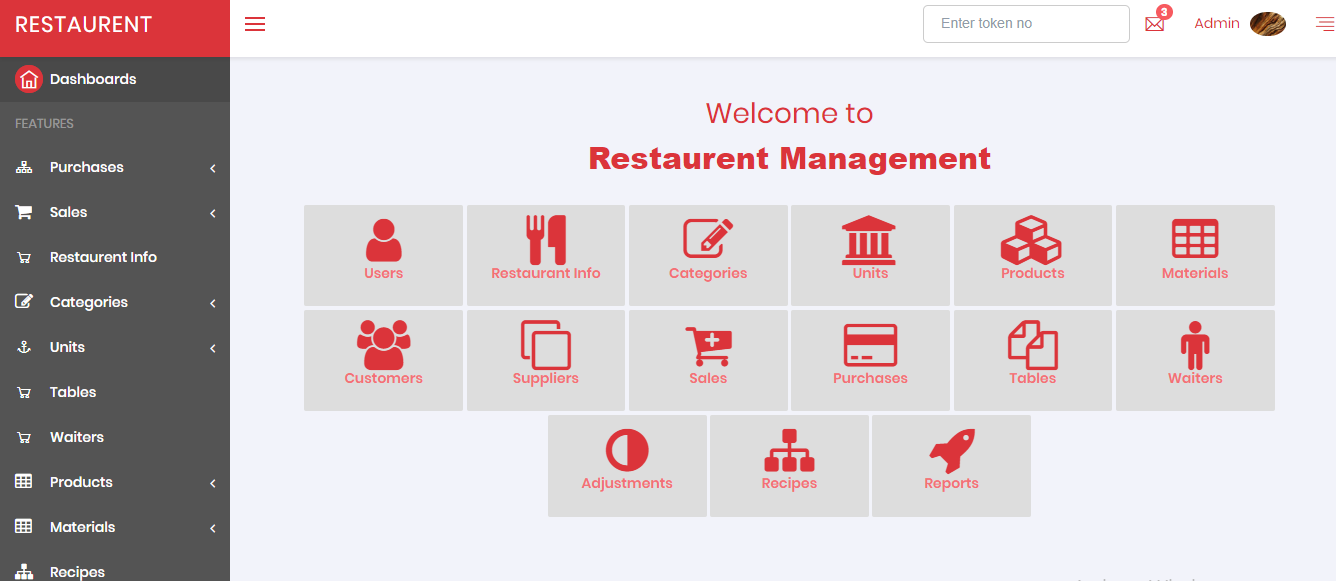 RESTAURENT
Enter token no
3
Admin
Dashboards
FEATURES
Purchases
Sales
Restaurent Info
Categories
Units
Tables
Waiters
Products
Materials
Recipes
Welcome to
Restaurent Management
Users
Restaurant Info
Categories
Units
Products
Materials
Customers
Suppliers
Sales
Purchases
Tables
Waiters
Adjustments
Recipes
Reports